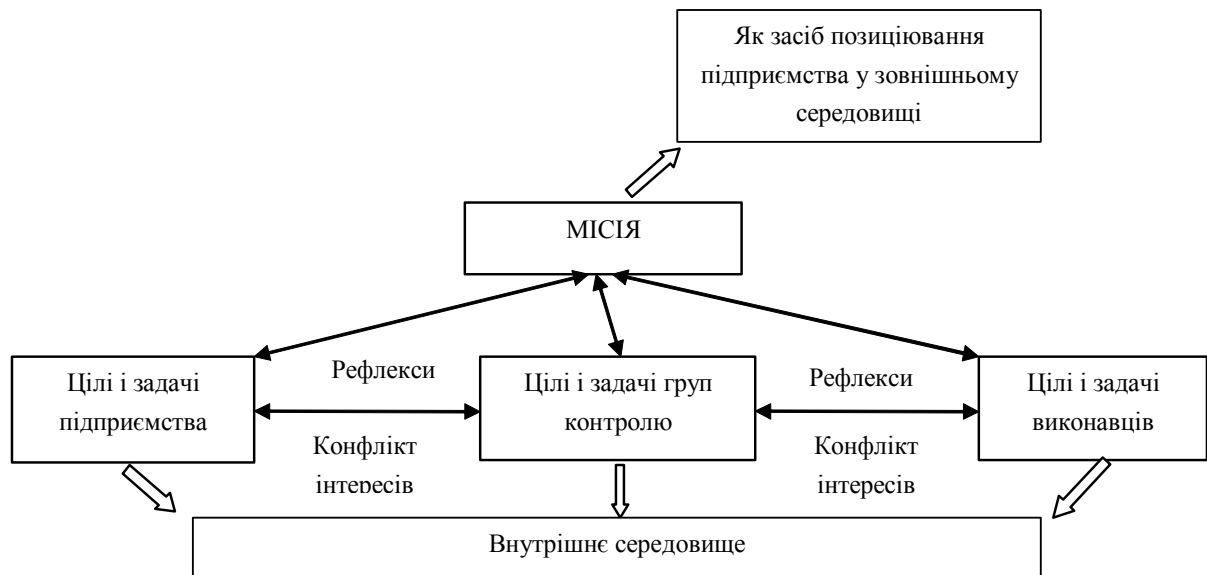 Як засіб позиціювання
підприємства у зовнішньому
середовищі
МІСІЯ
Цілі і задачі
підприємства
Рефлекси
Конфлікт
інтересів
Цілі і задачі груп
контролю
Рефлекси
Конфлікт
інтересів
Цілі і задачі
виконавців
Внутрішнє середовище